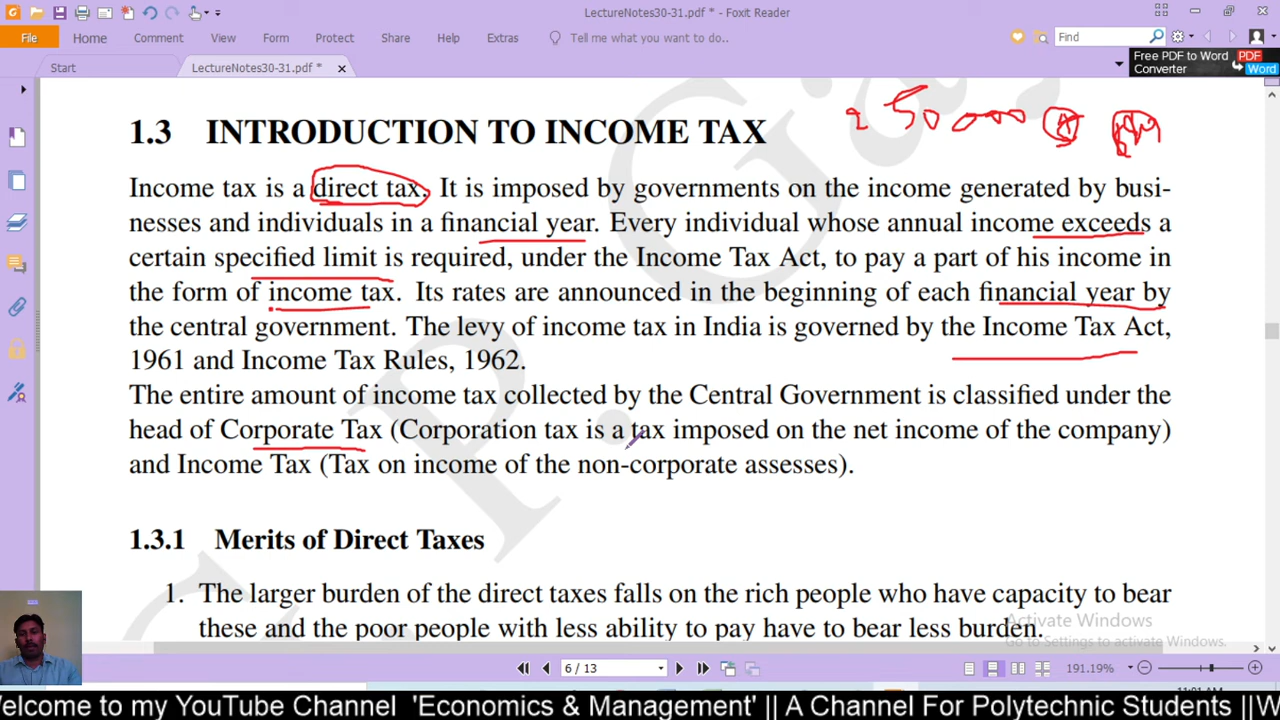 LectureNotes30-31.pdf * - Foxit Reader
File Home Comment View Form Protect Share Help Extras Tell me what you want to do.. Find
Start LectureNotes30-31.pdf * Free PDF to Word Converter PDF Word
250000
1.3 INTRODUCTION TO INCOME TAX
Income tax is a direct tax. It is imposed by governments on the income generated by busi-
nesses and individuals in a financial year. Every individual whose annual income exceeds a
certain specified limit is required, under the Income Tax Act, to pay a part of his income in
the form of income tax. Its rates are announced in the beginning of each financial year by
the central government. The levy of income tax in India is governed by the Income Tax Act,
1961 and Income Tax Rules, 1962.
The entire amount of income tax collected by the Central Government is classified under the
head of Corporate Tax (Corporation tax is a tax imposed on the net income of the company)
and Income Tax (Tax on income of the non-corporate assesses).
1.3.1 Merits of Direct Taxes
1. The larger burden of the direct taxes falls on the rich people who have capacity to bear
these and the poor people with less ability to pay have to bear less burden.
Activate Windows
Go to Settings to activate Windows.
6 / 13 191.19%
elcome to my YouTube Channel 'Economics & Management' || A Channel For Polytechnic Students ||W